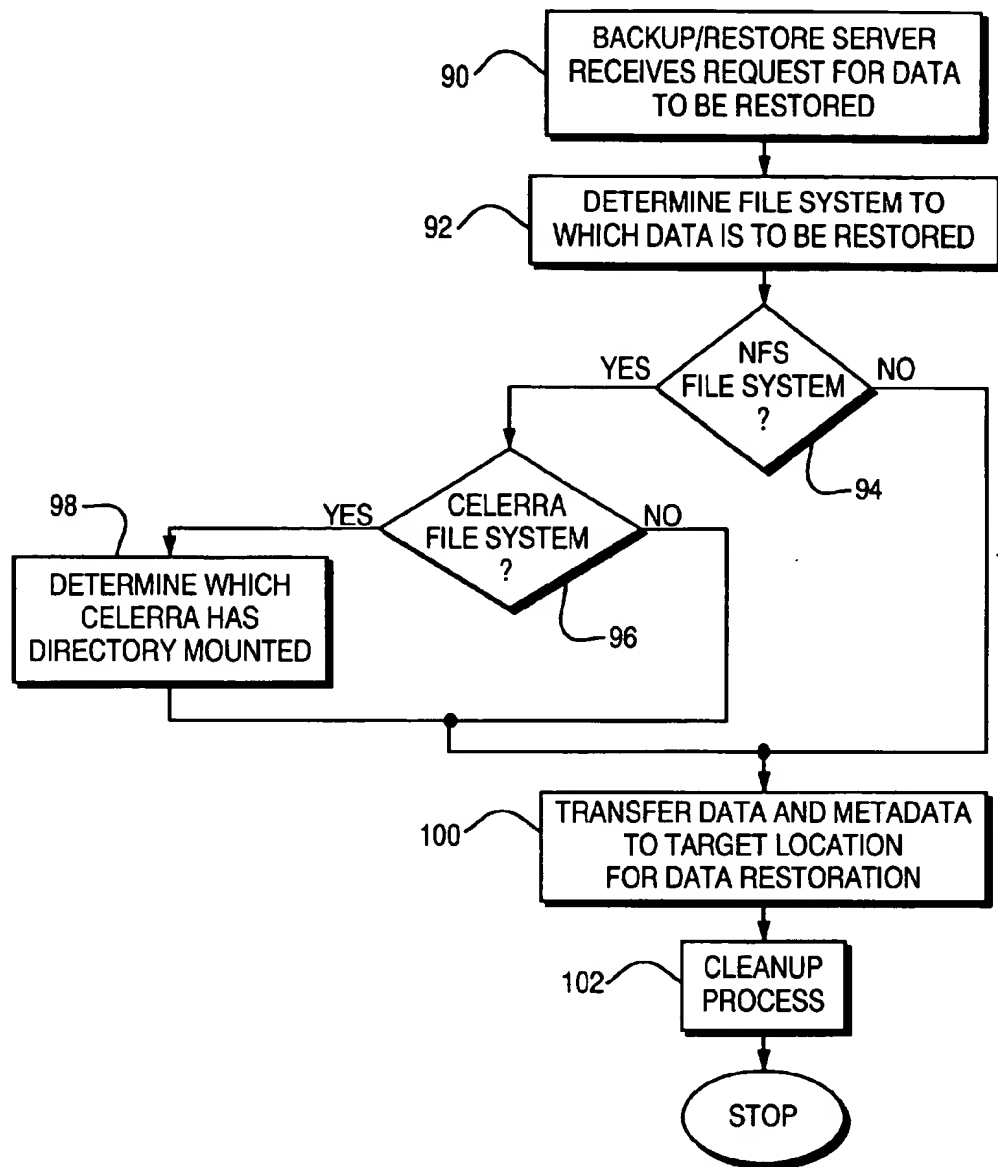 90
BACKUP/RESTORE SERVER
RECEIVES REQUEST FOR DATA
TO BE RESTORED
92
DETERMINE FILE SYSTEM TO
WHICH DATA IS TO BE RESTORED
YES
NFS
FILE SYSTEM
?
NO
94
YES
CELERRA
FILE SYSTEM
?
NO
96
98
DETERMINE WHICH
CELERRA HAS
DIRECTORY MOUNTED
100
TRANSFER DATA AND METADATA
TO TARGET LOCATION
FOR DATA RESTORATION
102
CLEANUP
PROCESS
STOP